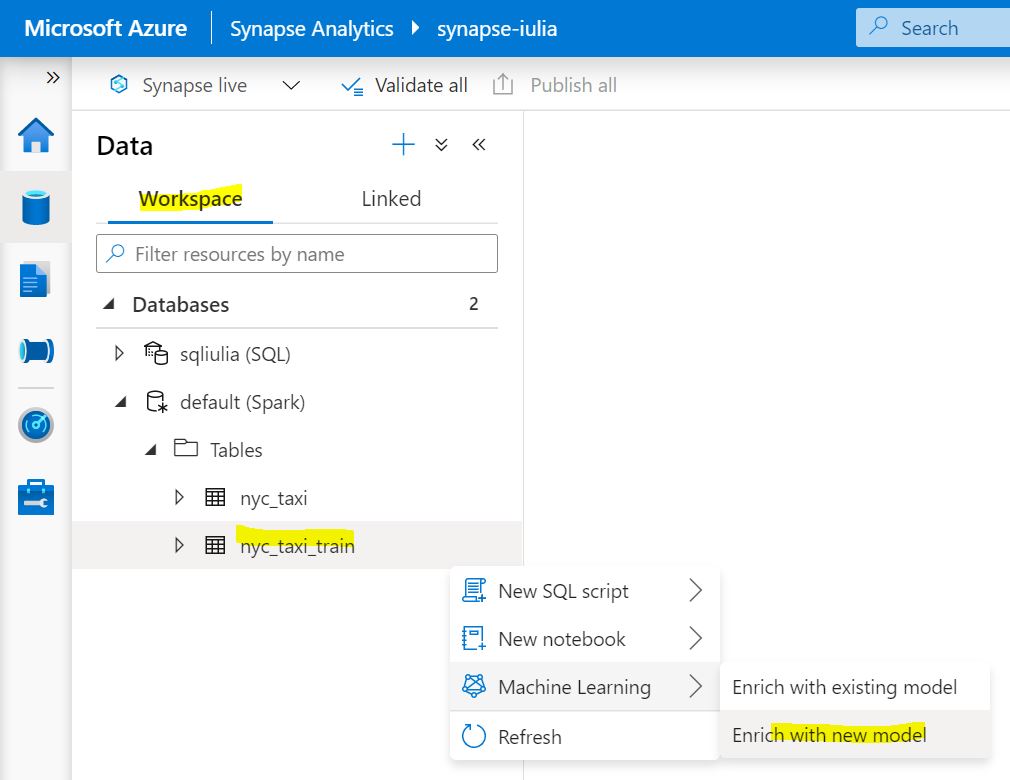 Microsoft Azure Synapse Analytics synapse-iulia Search
Synapse live Validate all Publish all
Data
Workspace Linked
Filter resources by name
Databases 2
sqliulia (SQL)
default (Spark)
Tables
nyc_taxi
nyc_taxi_train
New SQL script
New notebook
Machine Learning Enrich with existing model
Enrich with new model
Refresh